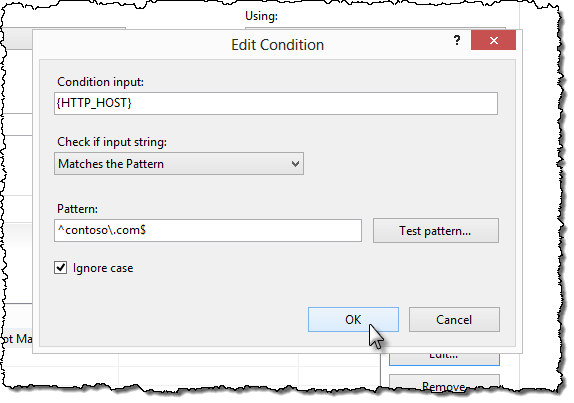 Using:
Edit Condition
?
Condition input:
{HTTP_HOST}
Check if input string:
Matches the Pattern
Pattern:
^contoso\.com$
Test pattern...
Ignore case
OK
Cancel
Edit...
Remove